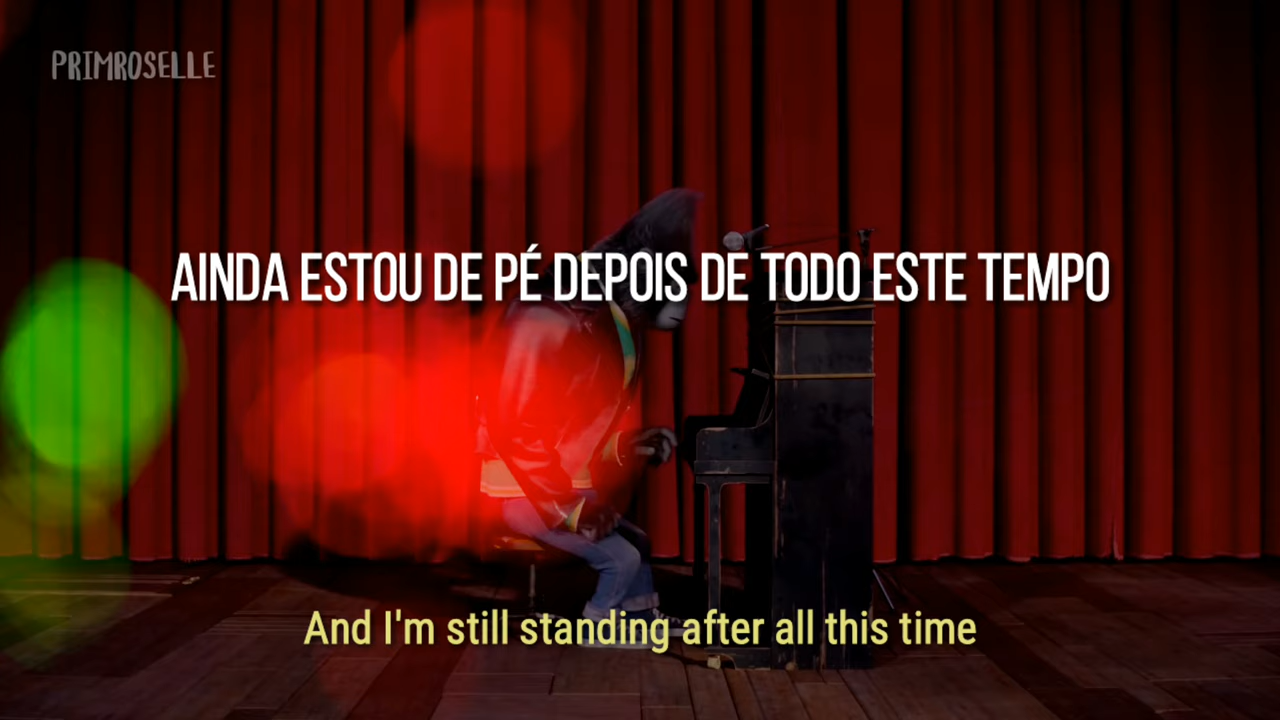 PRIMROSELLE
AINDA ESTOU DE PÉ DEPOIS DE TODO ESTE TEMPO
And I'm still standing after all this time